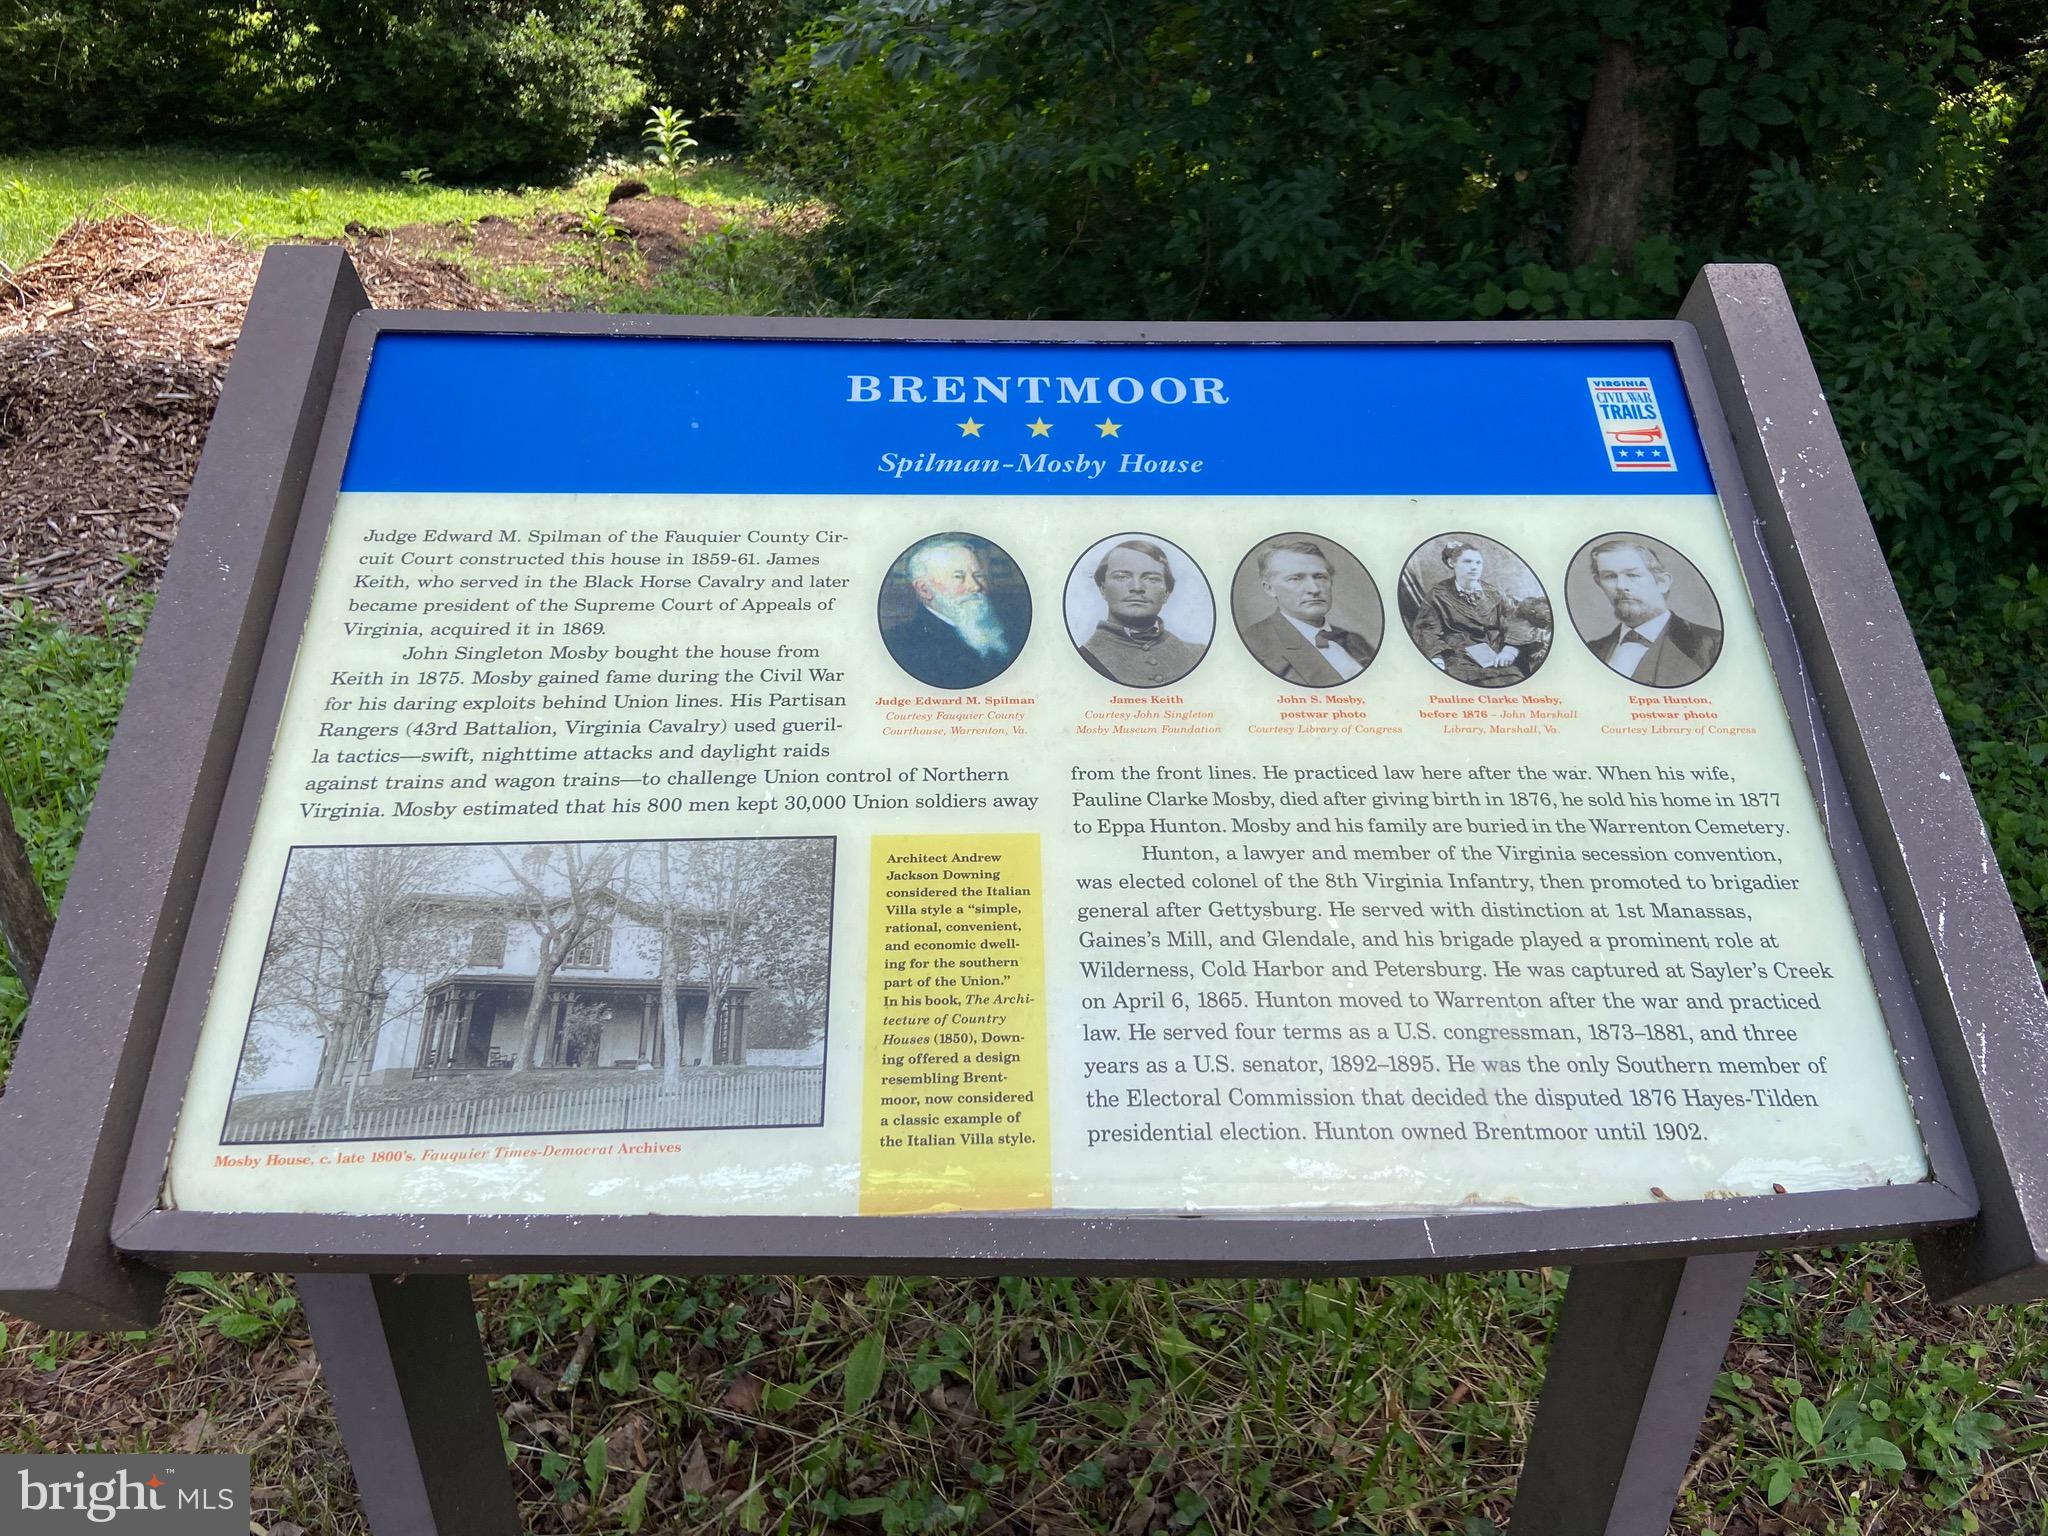 BRENTMOOR
Spilman-Mosby House
VIRGINIA
CIVIL WAR
TRAILS
Judge Edward M. Spilman of the Fauquier County Cir-
cuit Court constructed this house in 1859-61. James
Keith, who served in the Black Horse Cavalry and later
became president of the Supreme Court of Appeals of
Virginia, acquired it in 1869.
John Singleton Mosby bought the house from
Keith in 1875. Mosby gained fame during the Civil War
for his daring exploits behind Union lines. His Partisan
Rangers (43rd Battalion, Virginia Cavalry) used gueril-
la tactics—swift, nighttime attacks and daylight raids
against trains and wagon trains—to challenge Union control of Northern
Virginia. Mosby estimated that his 800 men kept 30,000 Union soldiers away
Judge Edward M. Spilman
Courtesy Fauquier County
Courthouse, Warrenton, Va.
James Keith
Courtesy John Singleton
Mosby Museum Foundation
John S. Mosby,
postwar photo
Courtesy Library of Congress
Pauline Clarke Mosby,
before 1876 – John Marshall
Library, Marshall, Va.
Eppa Hunton,
postwar photo
Courtesy Library of Congress
from the front lines. He practiced law here after the war. When his wife,
Pauline Clarke Mosby, died after giving birth in 1876, he sold his home in 1877
to Eppa Hunton. Mosby and his family are buried in the Warrenton Cemetery.
Hunton, a lawyer and member of the Virginia secession convention,
was elected colonel of the 8th Virginia Infantry, then promoted to brigadier
general after Gettysburg. He served with distinction at 1st Manassas,
Gaines's Mill, and Glendale, and his brigade played a prominent role at
Wilderness, Cold Harbor and Petersburg. He was captured at Sayler's Creek
on April 6, 1865. Hunton moved to Warrenton after the war and practiced
law. He served four terms as a U.S. congressman, 1873–1881, and three
years as a U.S. senator, 1892–1895. He was the only Southern member of
the Electoral Commission that decided the disputed 1876 Hayes-Tilden
presidential election. Hunton owned Brentmoor until 1902.
Architect Andrew
Jackson Downing
considered the Italian
Villa style a “simple,
rational, convenient,
and economic dwell-
ing for the southern
part of the Union.”
In his book, The Archi-
tecture of Country
Houses (1850), Down-
ing offered a design
resembling Brent-
moor, now considered
a classic example of
the Italian Villa style.
Mosby House, c. late 1800's. Fauquier Times-Democrat Archives
bright MLS
™